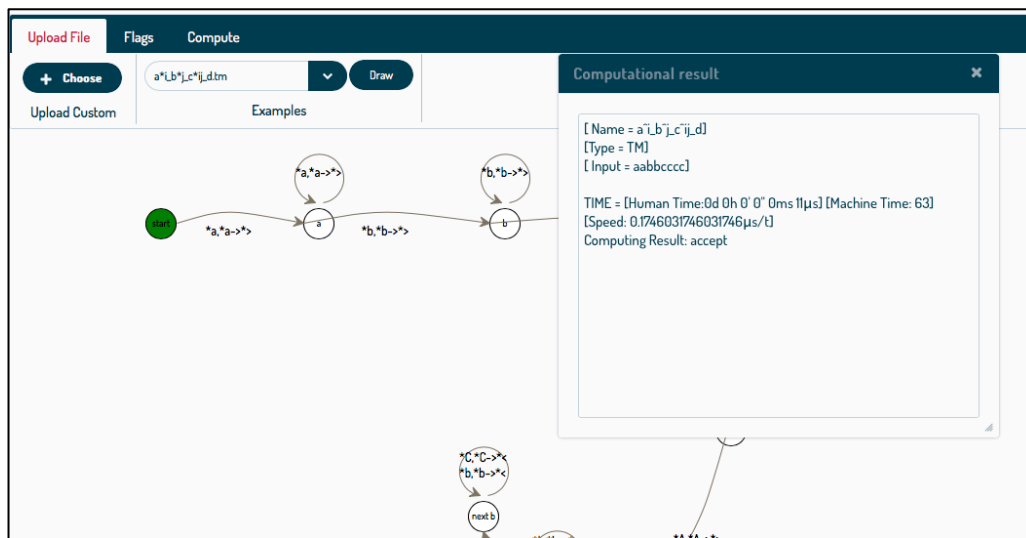 Upload File Flags Compute
+ Choose
a*i_b*j_c*ij_d.tm
Draw
Upload Custom
Examples
Computational result
[ Name = a^i_b^j_c^ij_d]
[Type = TM]
[ Input = aabbcccc]
TIME = [Human Time:0d 0h 0' 0" 0ms 11µs] [Machine Time: 63]
[Speed: 0.1746031746031746µs/t]
Computing Result: accept
*a,*a->*>
*b,*b->*>
start
a
b
*a,*a->*>
*b,*b->*>
*C,*C->*<
*b,*b->*<
next b